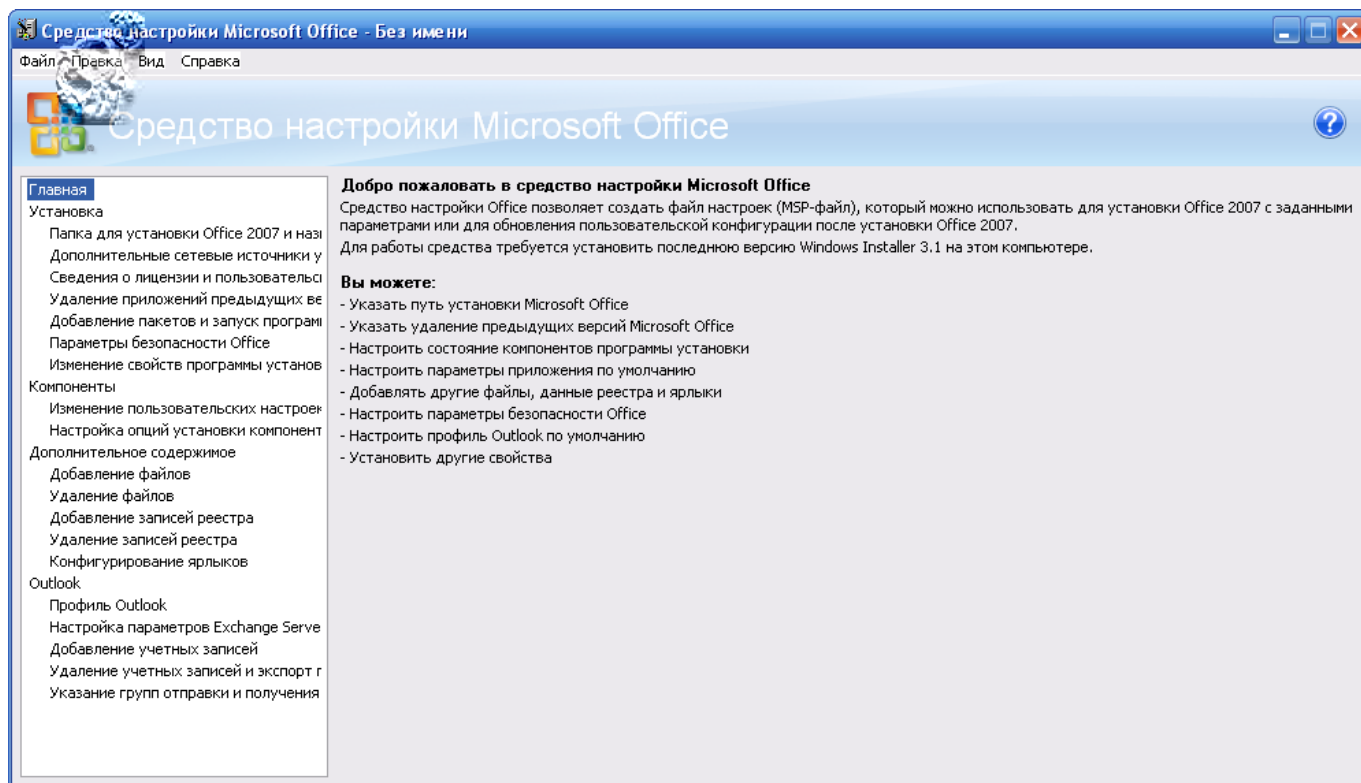 Средство настройки Microsoft Office - Без имени
Файл Правка Вид Справка
Средство настройки Microsoft Office
Главная
Установка
Папка для установки Office 2007 и назв
Дополнительные сетевые источники у
Сведения о лицензии и пользовательс
Удаление приложений предыдущих ве
Добавление пакетов и запуск програм
Параметры безопасности Office
Изменение свойств программы установ
Компоненты
Изменение пользовательских настроек
Настройка опций установки компонент
Дополнительное содержимое
Добавление файлов
Удаление файлов
Добавление записей реестра
Удаление записей реестра
Конфигурирование ярлыков
Outlook
Профиль Outlook
Настройка параметров Exchange Serve
Добавление учетных записей
Удаление учетных записей и экспорт г
Указание групп отправки и получения
Добро пожаловать в средство настройки Microsoft Office
Средство настройки Office позволяет создать файл настроек (MSP-файл), который можно использовать для установки Office 2007 с заданными
параметрами или для обновления пользовательской конфигурации после установки Office 2007.
Для работы средства требуется установить последнюю версию Windows Installer 3.1 на этом компьютере.
Вы можете:
- Указать путь установки Microsoft Office
- Указать удаление предыдущих версий Microsoft Office
- Настроить состояние компонентов программы установки
- Настроить параметры приложения по умолчанию
- Добавлять другие файлы, данные реестра и ярлыки
- Настроить параметры безопасности Office
- Настроить профиль Outlook по умолчанию
- Установить другие свойства